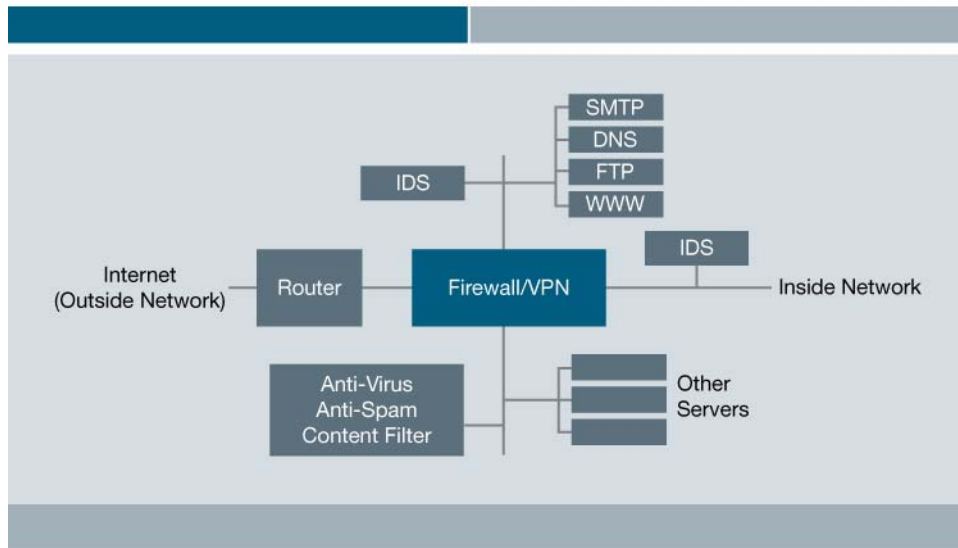 SMTP
DNS
FTP
WWW
IDS
IDS
Internet
(Outside Network)
Router
Firewall/VPN
Inside Network
Anti-Virus
Anti-Spam
Content Filter
Other
Servers